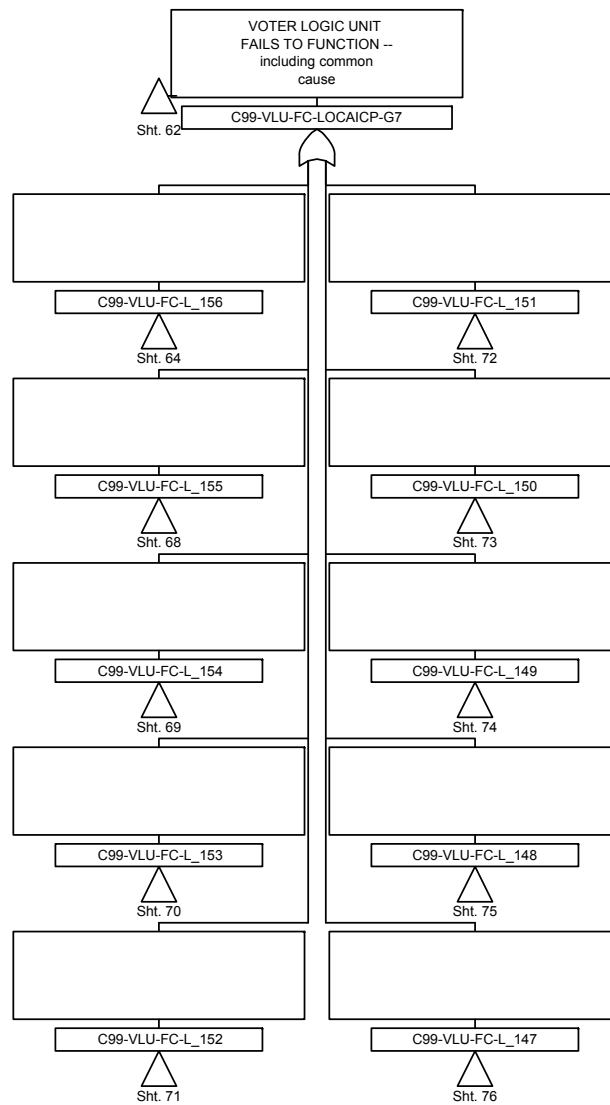 VOTER LOGIC UNIT
FAILS TO FUNCTION --
including common
cause
Sht. 62
C99-VLU-FC-LOCAICP-G7
C99-VLU-FC-L_156
Sht. 64
C99-VLU-FC-L_151
Sht. 72
C99-VLU-FC-L_155
Sht. 68
C99-VLU-FC-L_150
Sht. 73
C99-VLU-FC-L_154
Sht. 69
C99-VLU-FC-L_149
Sht. 74
C99-VLU-FC-L_153
Sht. 70
C99-VLU-FC-L_148
Sht. 75
C99-VLU-FC-L_152
Sht. 71
C99-VLU-FC-L_147
Sht. 76